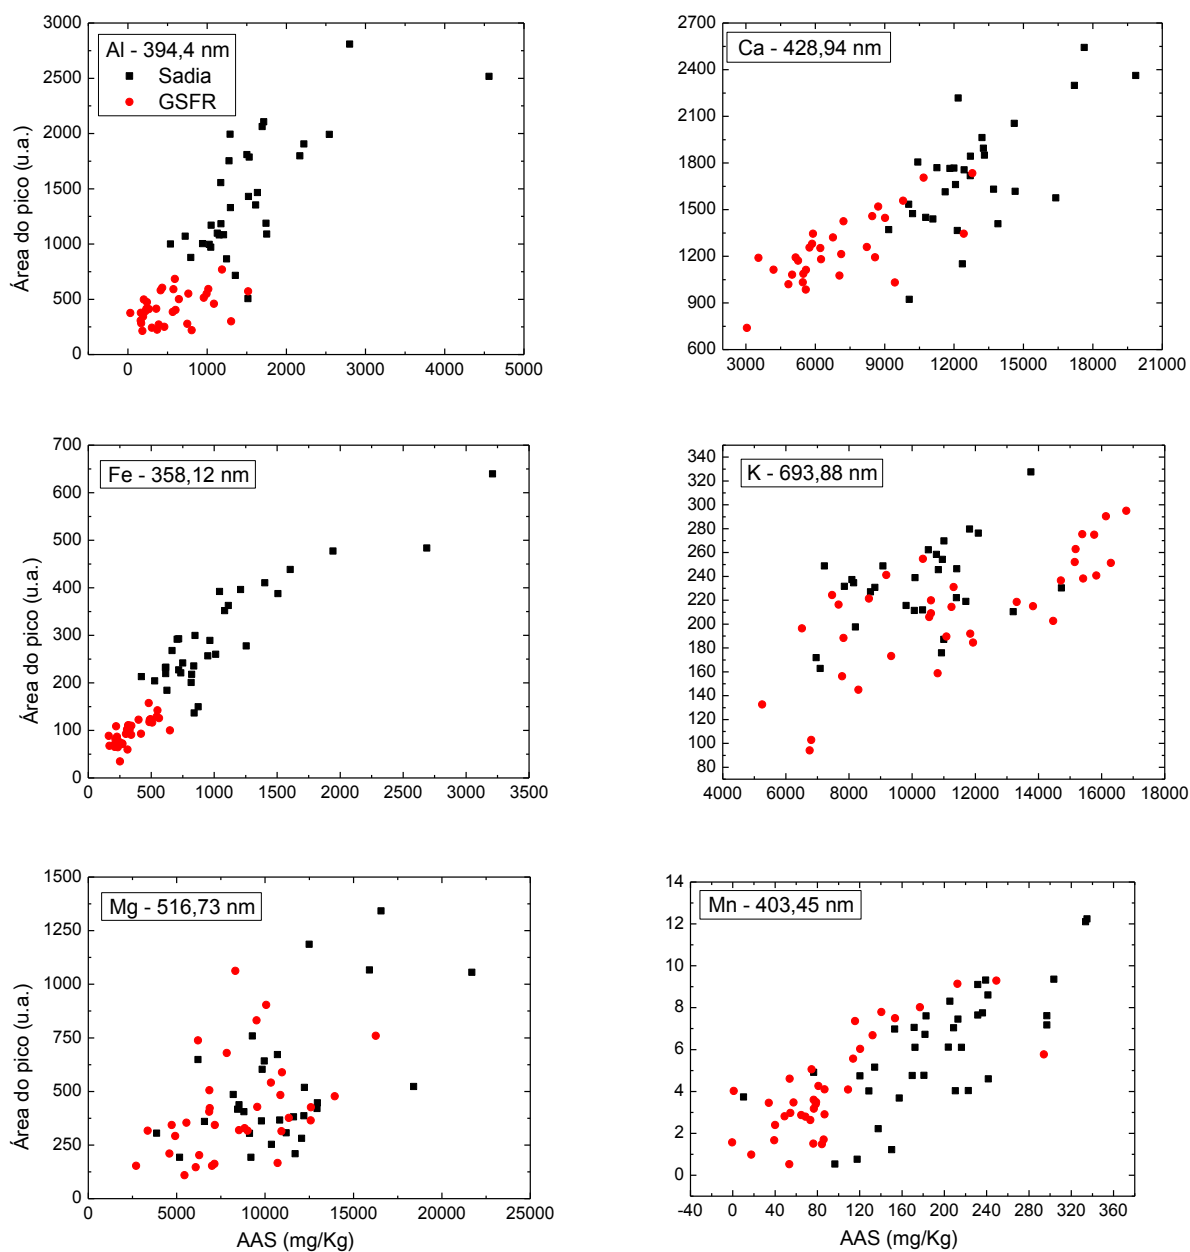 Al - 394,4 nm
Sadia
GSFR
Área do pico (u.a.)
3000
2500
2000
1500
1000
500
0
0 1000 2000 3000 4000 5000
Ca - 428,94 nm
2700
2400
2100
1800
1500
1200
900
600
3000 6000 9000 12000 15000 18000 21000
Fe - 358,12 nm
Área do pico (u.a.)
700
600
500
400
300
200
100
0
0 500 1000 1500 2000 2500 3000 3500
K - 693,88 nm
340
320
300
280
260
240
220
200
180
160
140
120
100
80
4000 6000 8000 10000 12000 14000 16000 18000
Mg - 516,73 nm
Área do pico (u.a.)
1500
1250
1000
750
500
250
0
0 5000 10000 15000 20000 25000
AAS (mg/Kg)
Mn - 403,45 nm
14
12
10
8
6
4
2
0
-40 0 40 80 120 160 200 240 280 320 360
AAS (mg/Kg)